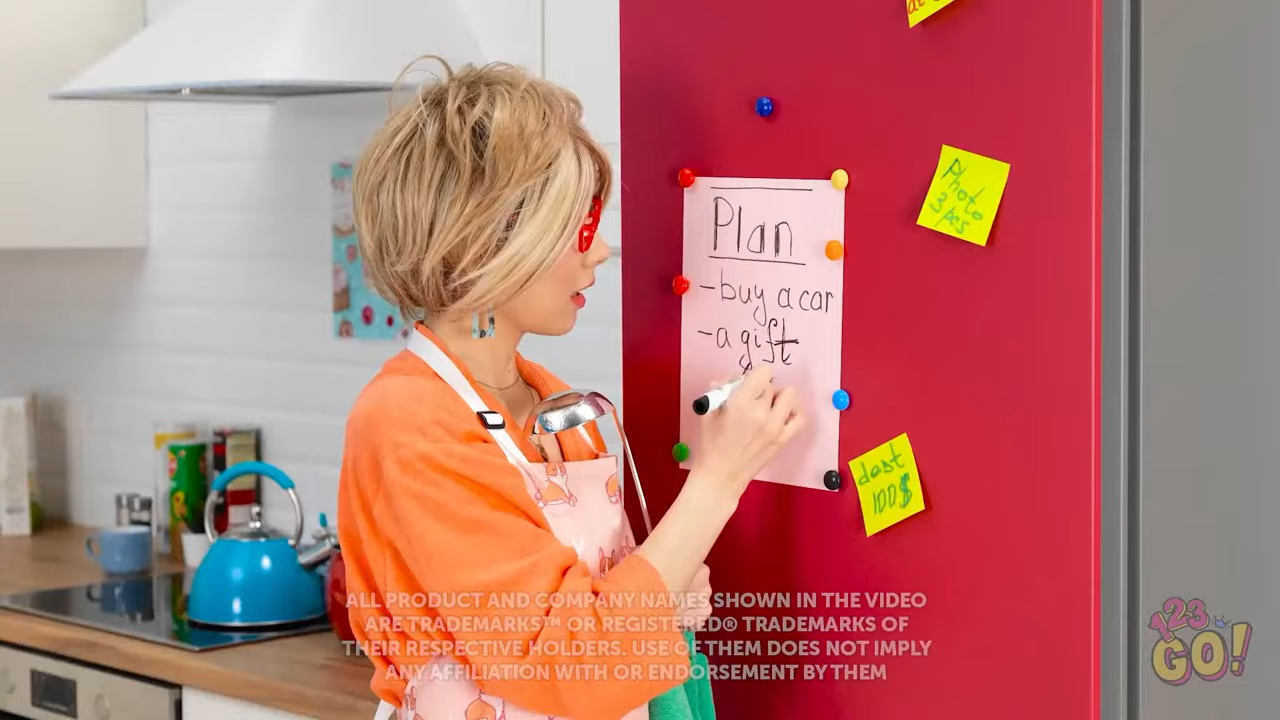 Photo
3 pcs
Plan
-buy a car
-a gift
100$
ALL PRODUCT AND COMPANY NAMES SHOWN IN THE VIDEO
ARE TRADEMARKS™ OR REGISTERED® TRADEMARKS OF
THEIR RESPECTIVE HOLDERS. USE OF THEM DOES NOT IMPLY
ANY AFFILIATION WITH OR ENDORSEMENT BY THEM
123
GO!